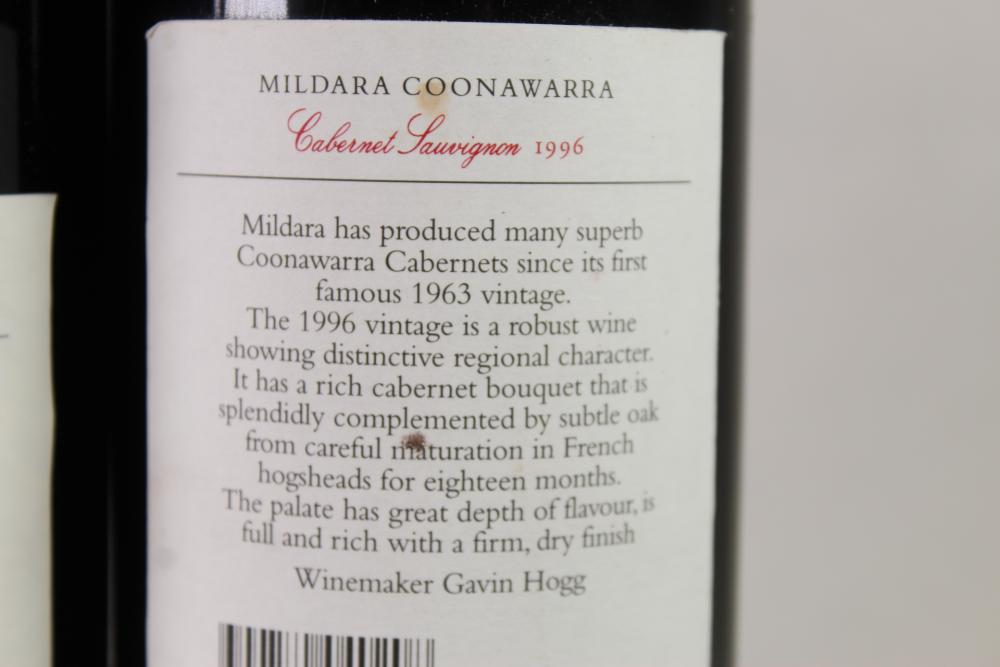 MILDARA COONAWARRA
Cabernet Sauvignon 1996
Mildara has produced many superb
Coonawarra Cabernets since its first
famous 1963 vintage.
The 1996 vintage is a robust wine
showing distinctive regional character.
It has a rich cabernet bouquet that is
splendidly complemented by subtle oak
from careful maturation in French
hogsheads for eighteen months.
The palate has great depth of flavour, is
full and rich with a firm, dry finish
Winemaker Gavin Hogg